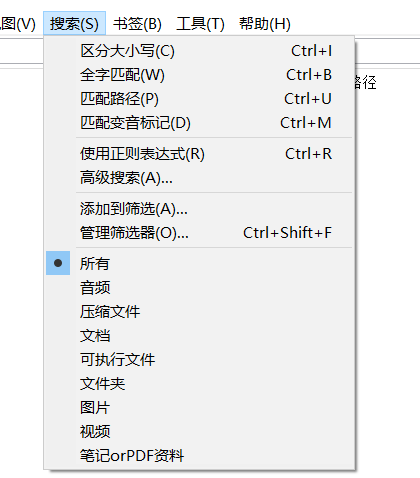 图(V) 搜索(S) 书签(B) 工具(T) 帮助(H)
区分大小写(C) Ctrl+I
路径
全字匹配(W) Ctrl+B
匹配路径(P) Ctrl+U
匹配变音标记(D) Ctrl+M
使用正则表达式(R) Ctrl+R
高级搜索(A)...
添加到筛选(A)...
管理筛选器(O)... Ctrl+Shift+F
所有
音频
压缩文件
文档
可执行文件
文件夹
图片
视频
笔记orPDF资料